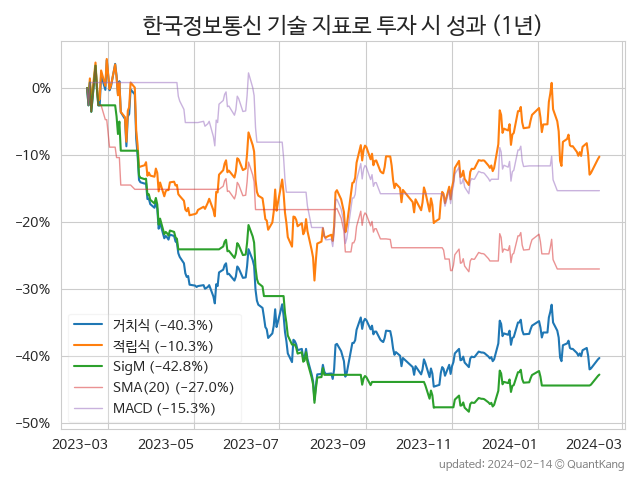 한국정보통신 기술 지표로 투자 시 성과 (1년)
0%
−10%
−20%
−30%
−40%
−50%
거치식 (−40.3%)
적립식 (−10.3%)
SigM (−42.8%)
SMA(20) (−27.0%)
MACD (−15.3%)
2023-03 2023-05 2023-07 2023-09 2023-11 2024-01 2024-03
updated: 2024-02-14 © QuantKang